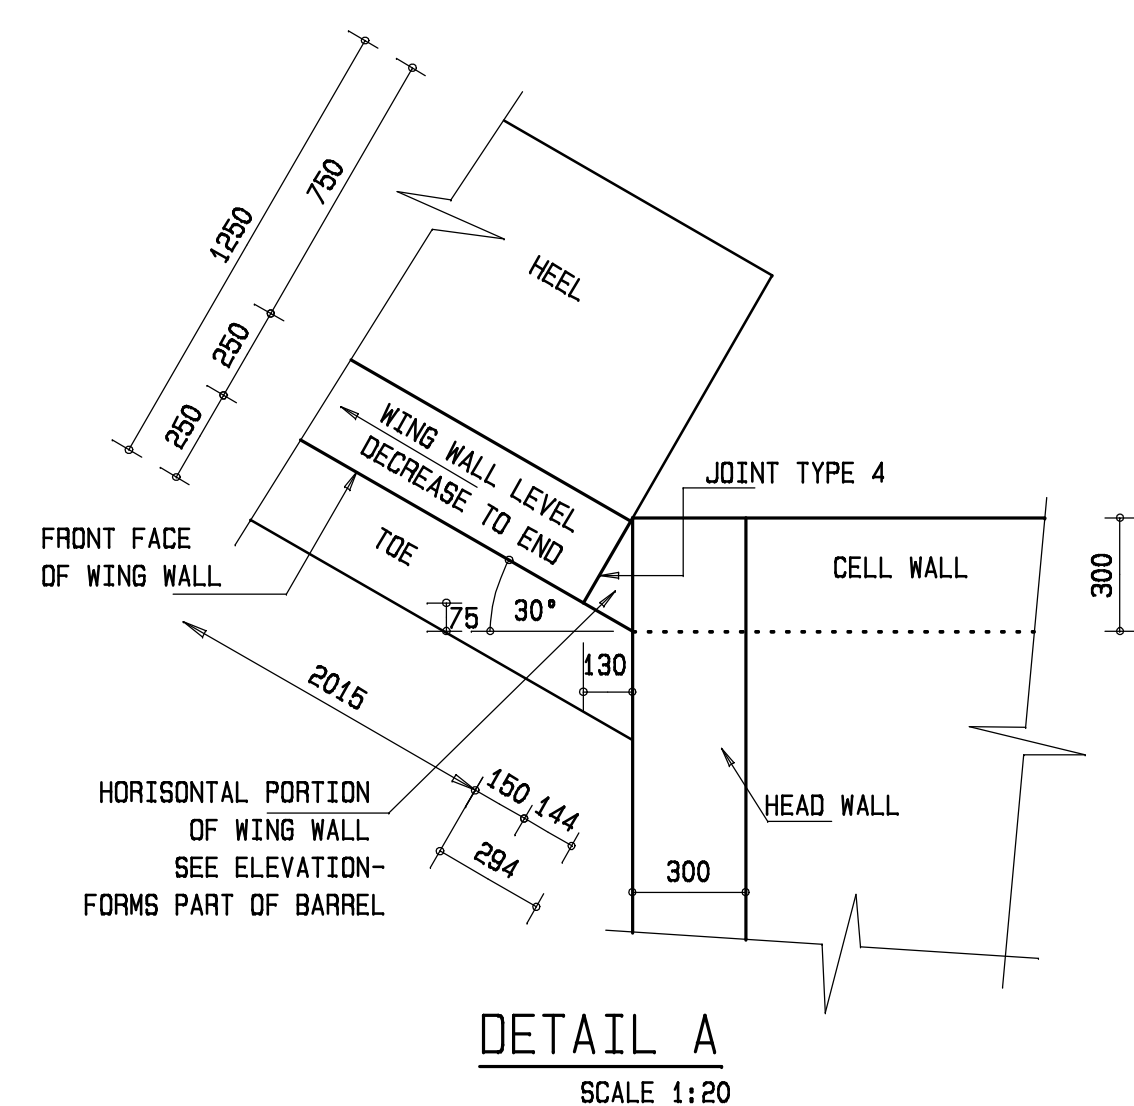 750
1250
HEEL
250
250
WING WALL LEVEL
DECREASE TO END
JOINT TYPE 4
FRONT FACE
OF WING WALL
TOE
CELL WALL
300
75
30°
130
2015
HORISONTAL PORTION
OF WING WALL
SEE ELEVATION-
FORMS PART OF BARREL
150
144
294
HEAD WALL
300
DETAIL A
SCALE 1:20